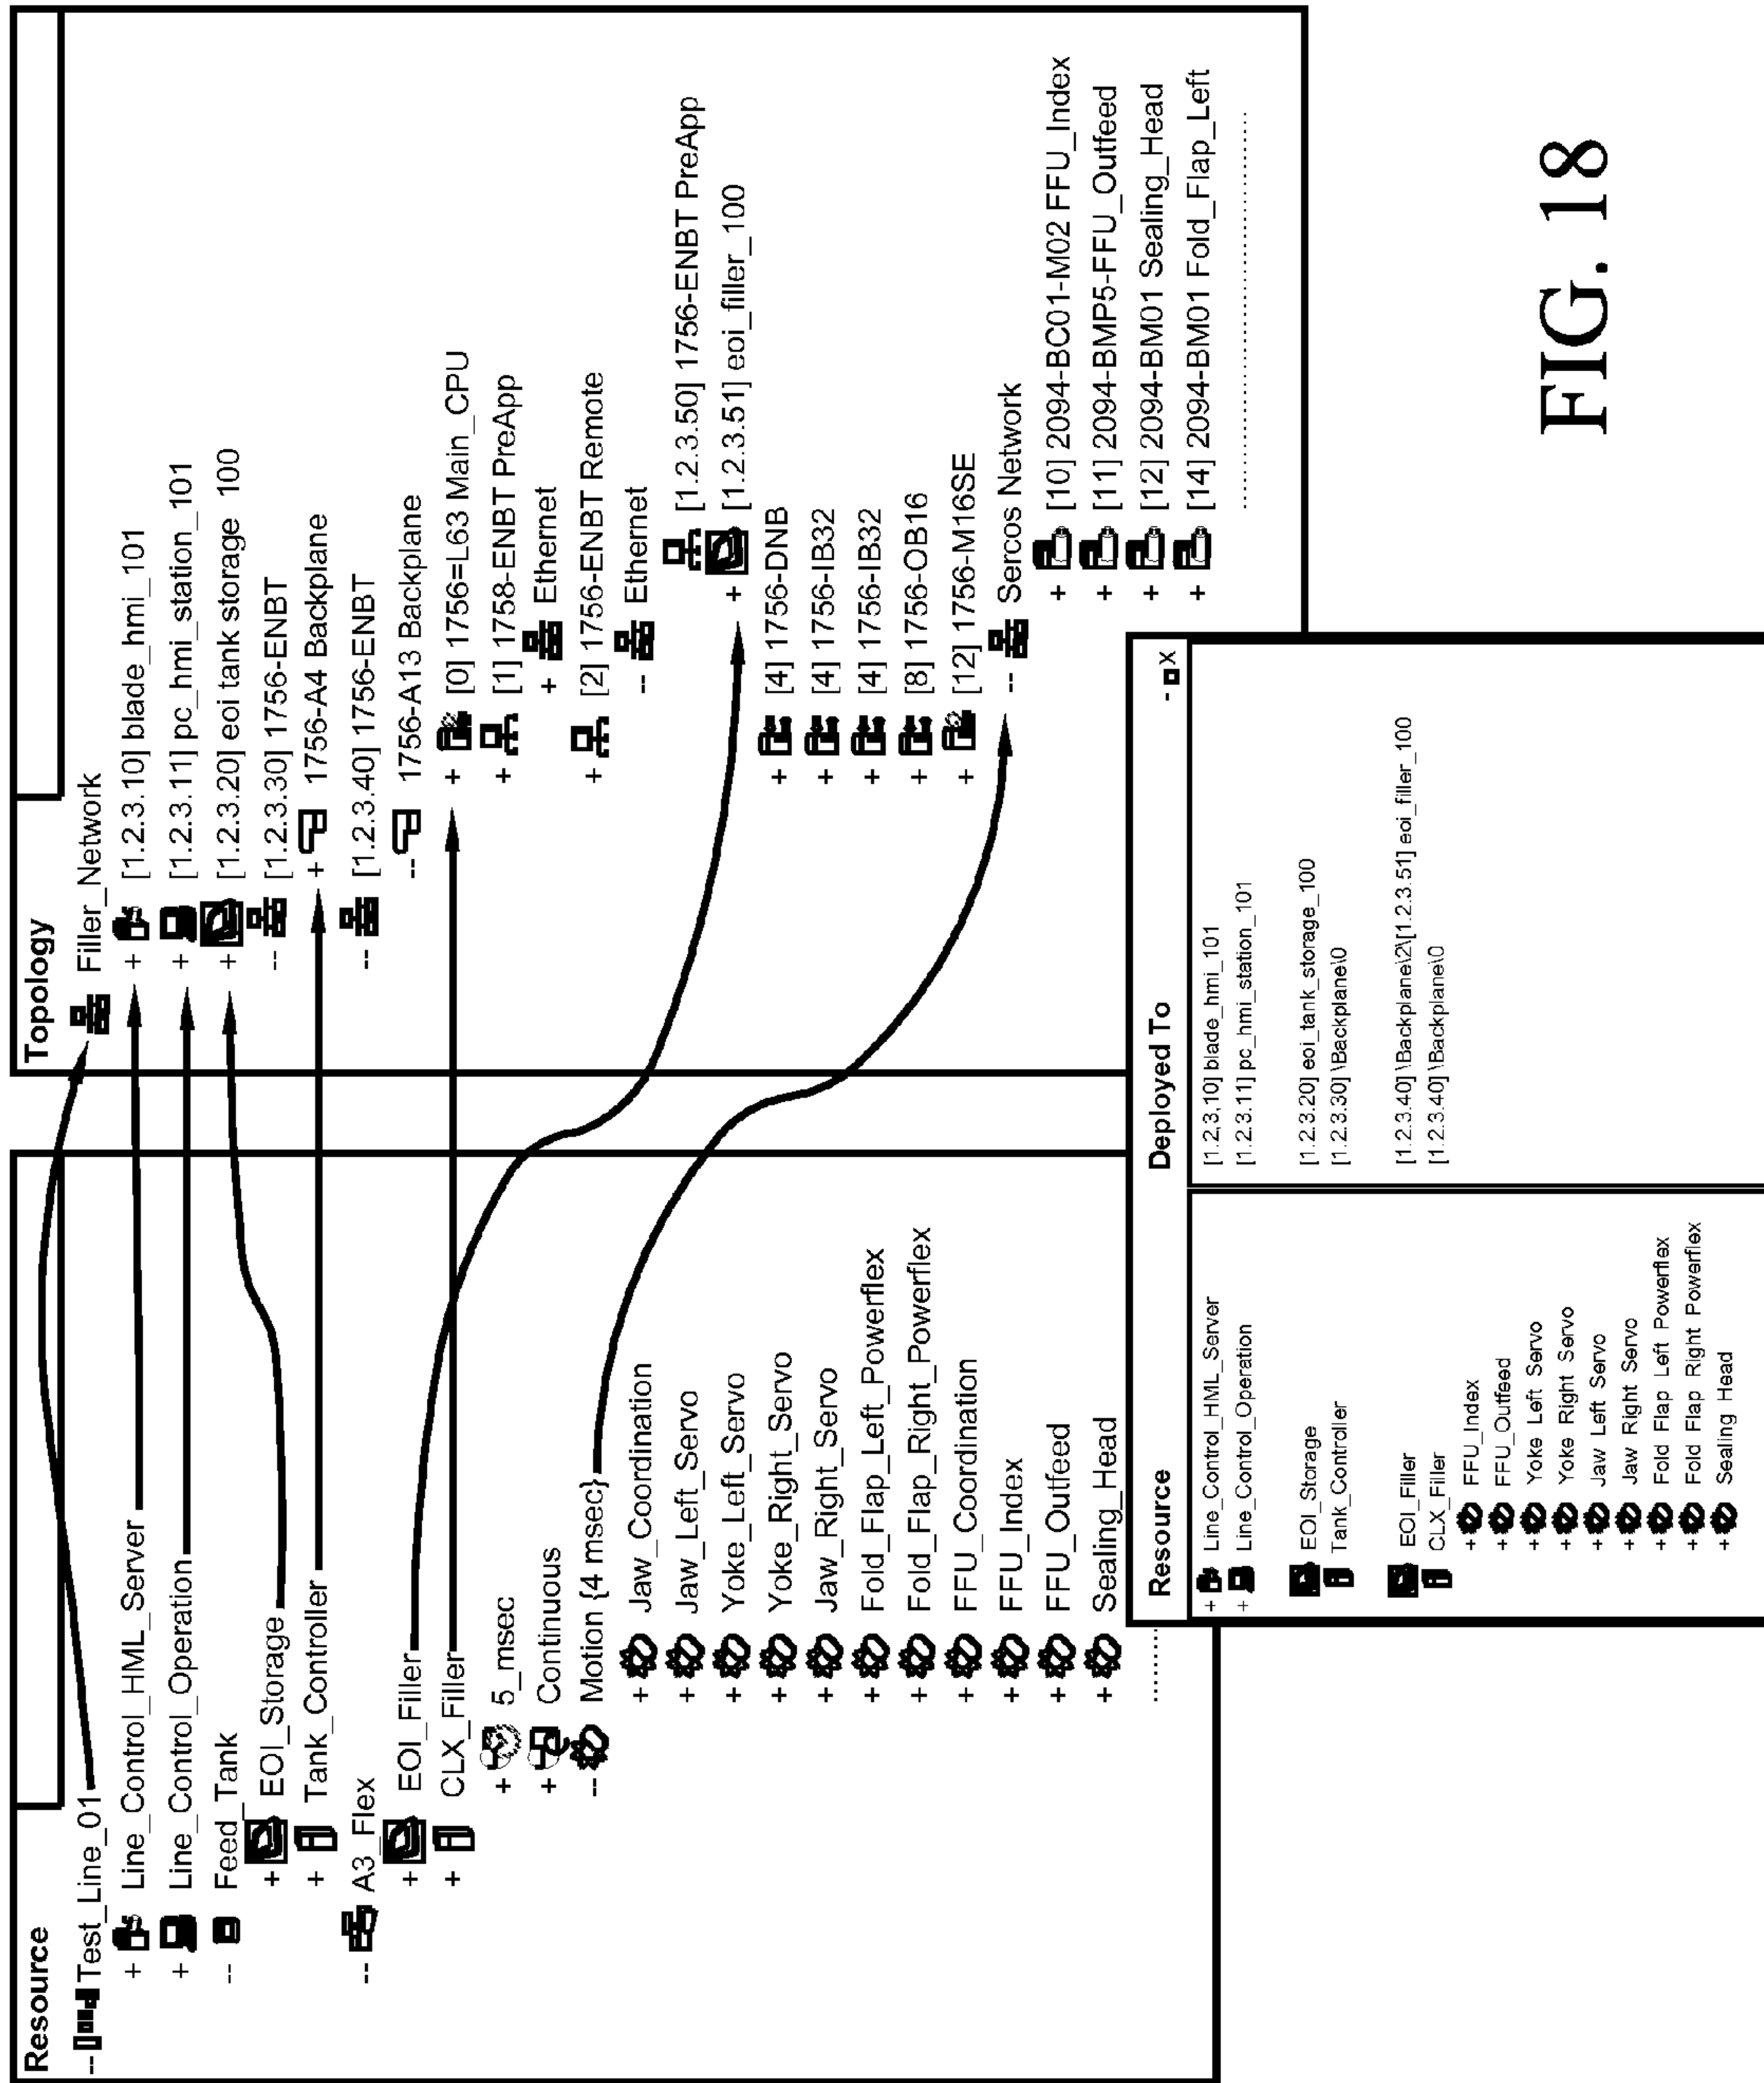 Resource
--Test_Line_01
+ Line_Control_HML_Server
+ Line_Control_Operation
-- Feed_Tank
+ EOI_Storage
+ Tank_Controller
-- A3_Flex
+ EOI_Filler
+ CLX_Filler
+ 5_msec
+ Continuous
-- Motion {4 msec}
+ Jaw_Coordination
+ Jaw_Left_Servo
+ Yoke_Left_Servo
+ Yoke_Right_Servo
+ Jaw_Right_Servo
+ Fold_Flap_Left_Powerflex
+ Fold_Flap_Right_Powerflex
+ FFU_Coordination
+ FFU_Index
+ FFU_Outfeed
+ Sealing_Head
..........
Topology
Filler_Network
+ [1.2.3.10] blade_hmi_101
+ [1.2.3.11] pc_hmi_station_101
+ [1.2.3.20] eoi tank storage 100
-- [1.2.3.30] 1756-ENBT
+ 1756-A4 Backplane
-- [1.2.3.40] 1756-ENBT
-- 1756-A13 Backplane
+ [0] 1756=L63 Main_CPU
+ [1] 1758-ENBT PreApp
+ Ethernet
+ [2] 1756-ENBT Remote
-- Ethernet
[1.2.3.50] 1756-ENBT PreApp
+ [1.2.3.51] eoi_filler_100
+ [4] 1756-DNB
+ [4] 1756-IB32
+ [4] 1756-IB32
+ [8] 1756-OB16
+ [12] 1756-M16SE
-- Sercos Network
+ [10] 2094-BC01-M02 FFU_Index
+ [11] 2094-BMP5-FFU_Outfeed
+ [12] 2094-BM01 Sealing_Head
+ [14] 2094-BM01 Fold_Flap_Left
..............................
Resource Deployed To - x
+ Line_Control_HML_Server [1.2,3,10] blade_hmi_101
+ Line_Control_Operation [1.2.3.11] pc_hmi_station_101
EOI_Storage [1.2.3.20] eoi_tank_storage_100
Tank_Controller [1.2.3.30] \Backplane\0
EOI_Filler [1.2.3.40] \Backplane\2\[1.2.3.51] eoi_filler_100
CLX_Filler [1.2.3.40] \Backplane\0
+ FFU_Index
+ FFU_Outfeed
+ Yoke Left Servo
+ Yoke Right Servo
+ Jaw Left Servo
+ Jaw Right Servo
+ Fold Flap Left Powerflex
+ Fold Flap Right Powerflex
+ Sealing Head
FIG. 18